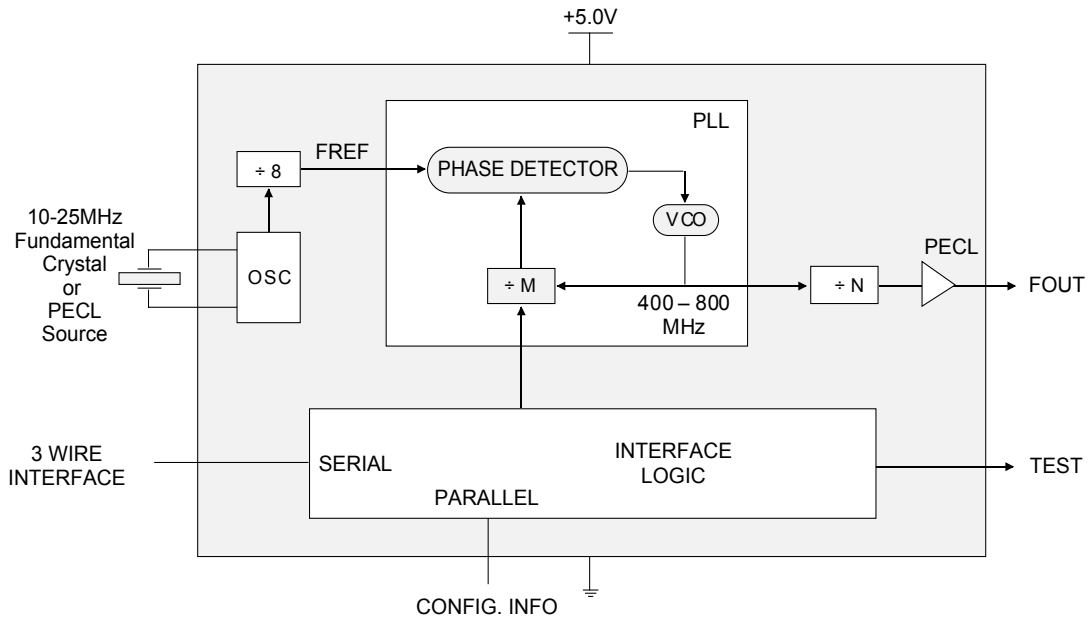 +5.0V
PLL
FREF
PHASE DETECTOR
÷ 8
10-25MHz
Fundamental
Crystal
or
PECL
Source
OSC
VCO
PECL
÷ M
÷ N
FOUT
400 – 800
MHz
3 WIRE
INTERFACE
SERIAL
INTERFACE
LOGIC
TEST
PARALLEL
CONFIG. INFO